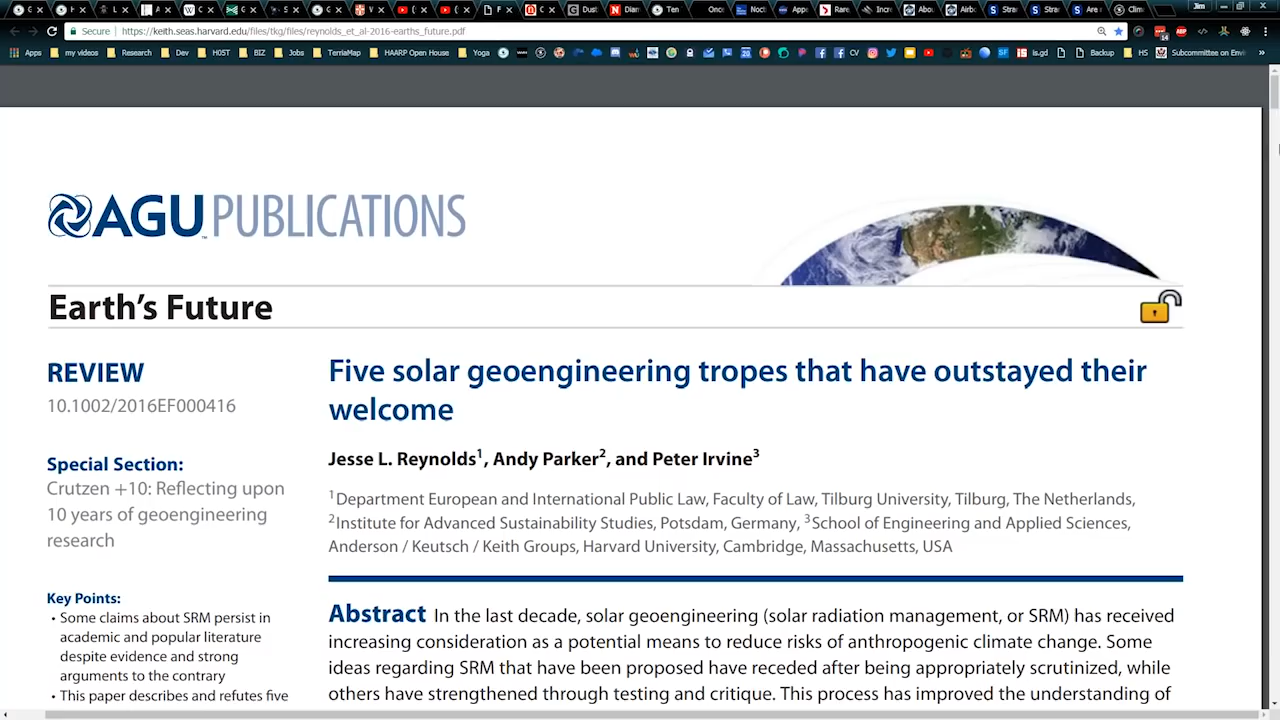 Jim
Secure
https://keith.seas.harvard.edu/files/tkg/files/reynolds_et_al-2016-earths_future.pdf
Apps my videos Research Dev H0ST BIZ Jobs TerriaMap HAARP Open House Yoga CV is.gd Backup HS Subcommittee on Envi
AGU PUBLICATIONS
Earth's Future
REVIEW
10.1002/2016EF000416
Special Section:
Crutzen +10: Reflecting upon
10 years of geoengineering
research
Key Points:
• Some claims about SRM persist in
academic and popular literature
despite evidence and strong
arguments to the contrary
• This paper describes and refutes five
Five solar geoengineering tropes that have outstayed their
welcome
Jesse L. Reynolds1, Andy Parker2, and Peter Irvine3
1Department European and International Public Law, Faculty of Law, Tilburg University, Tilburg, The Netherlands,
2Institute for Advanced Sustainability Studies, Potsdam, Germany, 3School of Engineering and Applied Sciences,
Anderson / Keutsch / Keith Groups, Harvard University, Cambridge, Massachusetts, USA
Abstract In the last decade, solar geoengineering (solar radiation management, or SRM) has received
increasing consideration as a potential means to reduce risks of anthropogenic climate change. Some
ideas regarding SRM that have been proposed have receded after being appropriately scrutinized, while
others have strengthened through testing and critique. This process has improved the understanding of